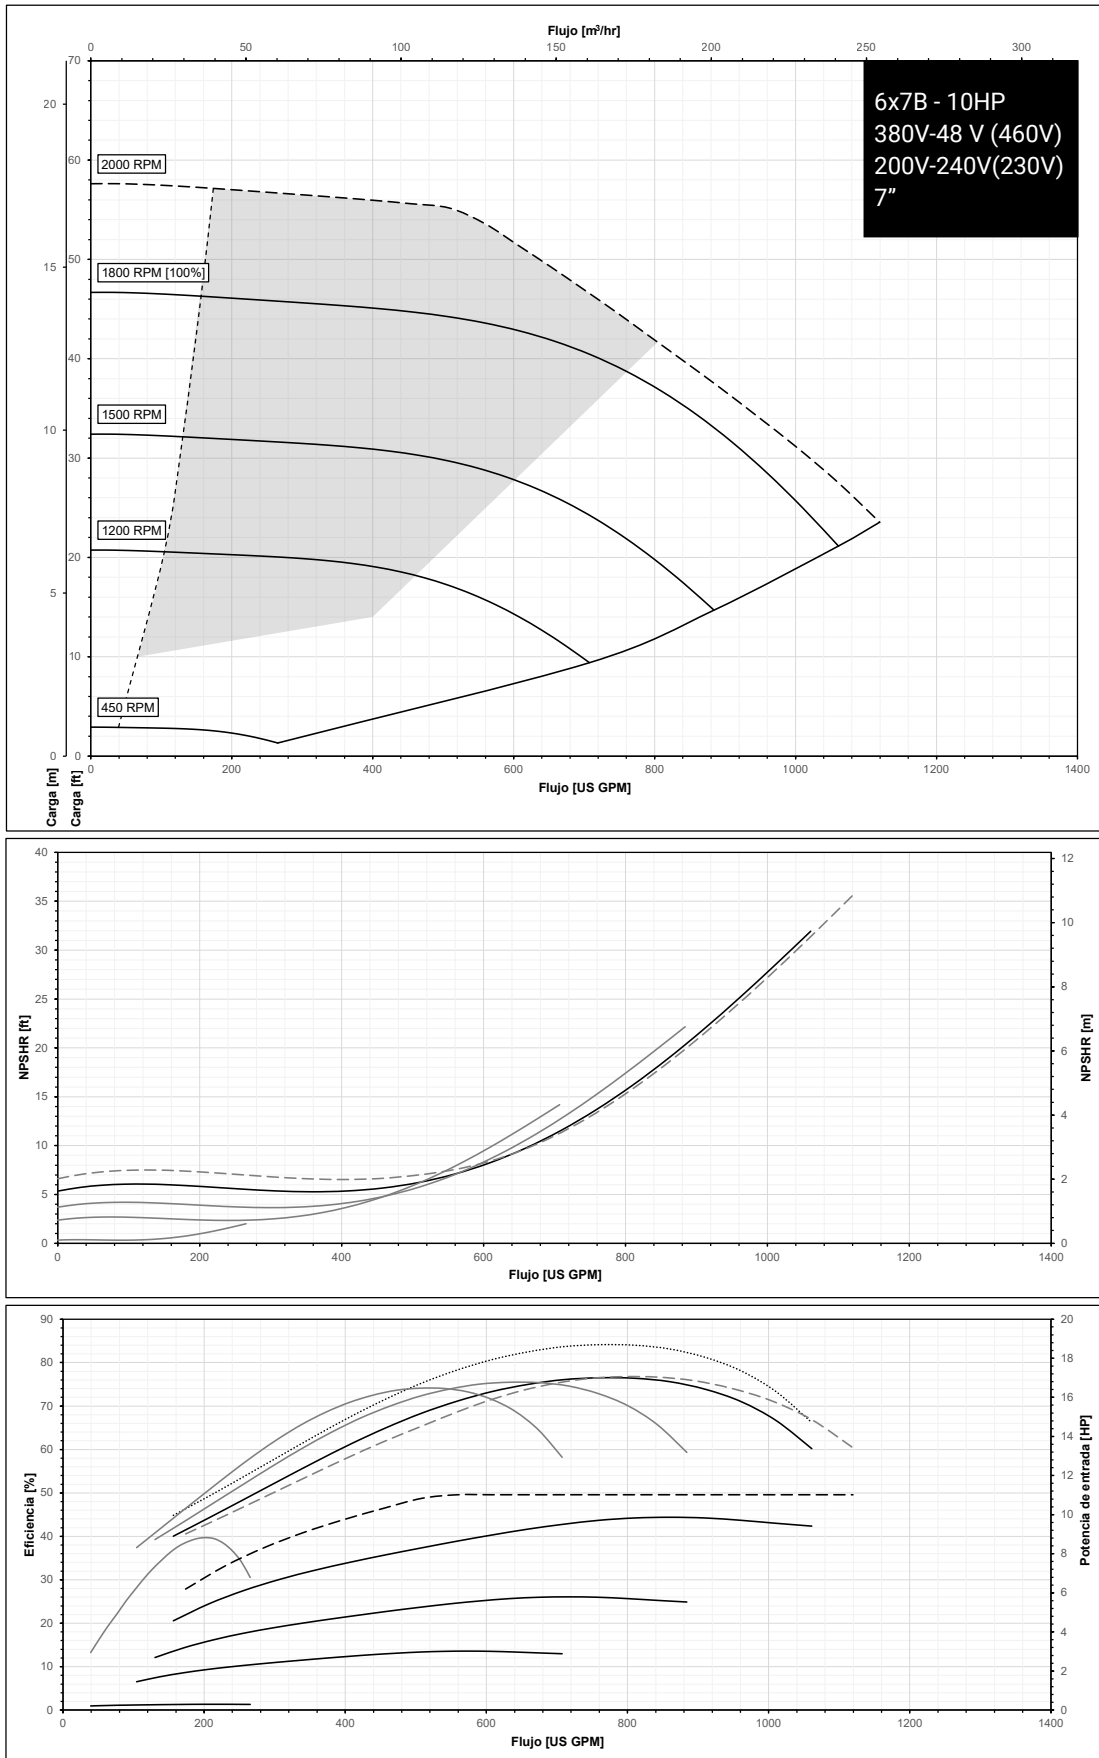 Flujo [m³/hr]
0 50 100 150 200 250 300
6x7B - 10HP
380V-48 V (460V)
200V-240V(230V)
7”
70
60
50
40
30
20
10
0
20
15
10
5
0
2000 RPM
1800 RPM [100%]
1500 RPM
1200 RPM
450 RPM
0 200 400 600 800 1000 1200 1400
Flujo [US GPM]
Carga [m]
Carga [ft]
40
35
30
25
20
15
10
5
0
NPSHR [ft]
12
10
8
6
4
2
0
NPSHR [m]
0 200 400 600 800 1000 1200 1400
Flujo [US GPM]
90
80
70
60
50
40
30
20
10
0
Eficiencia [%]
20
18
16
14
12
10
8
6
4
2
0
Potencia de entrada [HP]
0 200 400 600 800 1000 1200 1400
Flujo [US GPM]